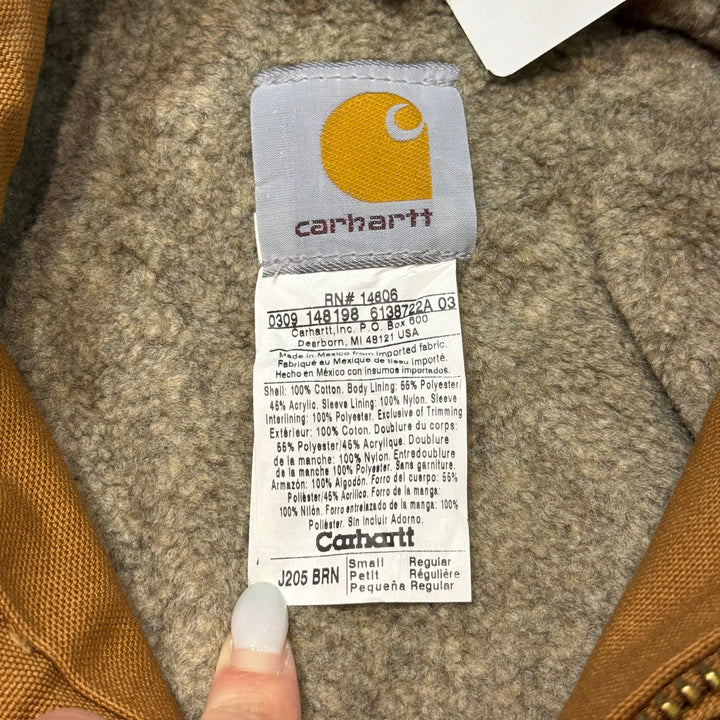 carhartt
RN# 14806
0309 148198 6138722A 03
Carhartt, Inc. P.O. Box 600
Dearborn, MI 48121 USA
Made in Mexico from imported fabric.
Fabriqué au Mexique de tissu importé.
Hecho en México con insumos importados.
Shell: 100% Cotton. Body Lining: 55% Polyester/
45% Acrylic. Sleeve Lining: 100% Nylon. Sleeve
Interlining: 100% Polyester. Exclusive of Trimming
Extérieur: 100% Coton. Doublure du corps:
55% Polyester/45% Acrylique. Doublure
de la manche: 100% Nylon. Entredoublure
de la manche: 100% Polyester. Sans garniture.
Armazón: 100% Algodón. Forro del cuerpo: 55%
Poliéster/45% Acrilico. Forro de la manga:
100% Nilón. Forro entrelazado de la manga: 100%
Poliéster. Sin Incluir Adorno.
Carhartt
J205 BRN
Small Regular
Petit Régulière
Pequeña Regular